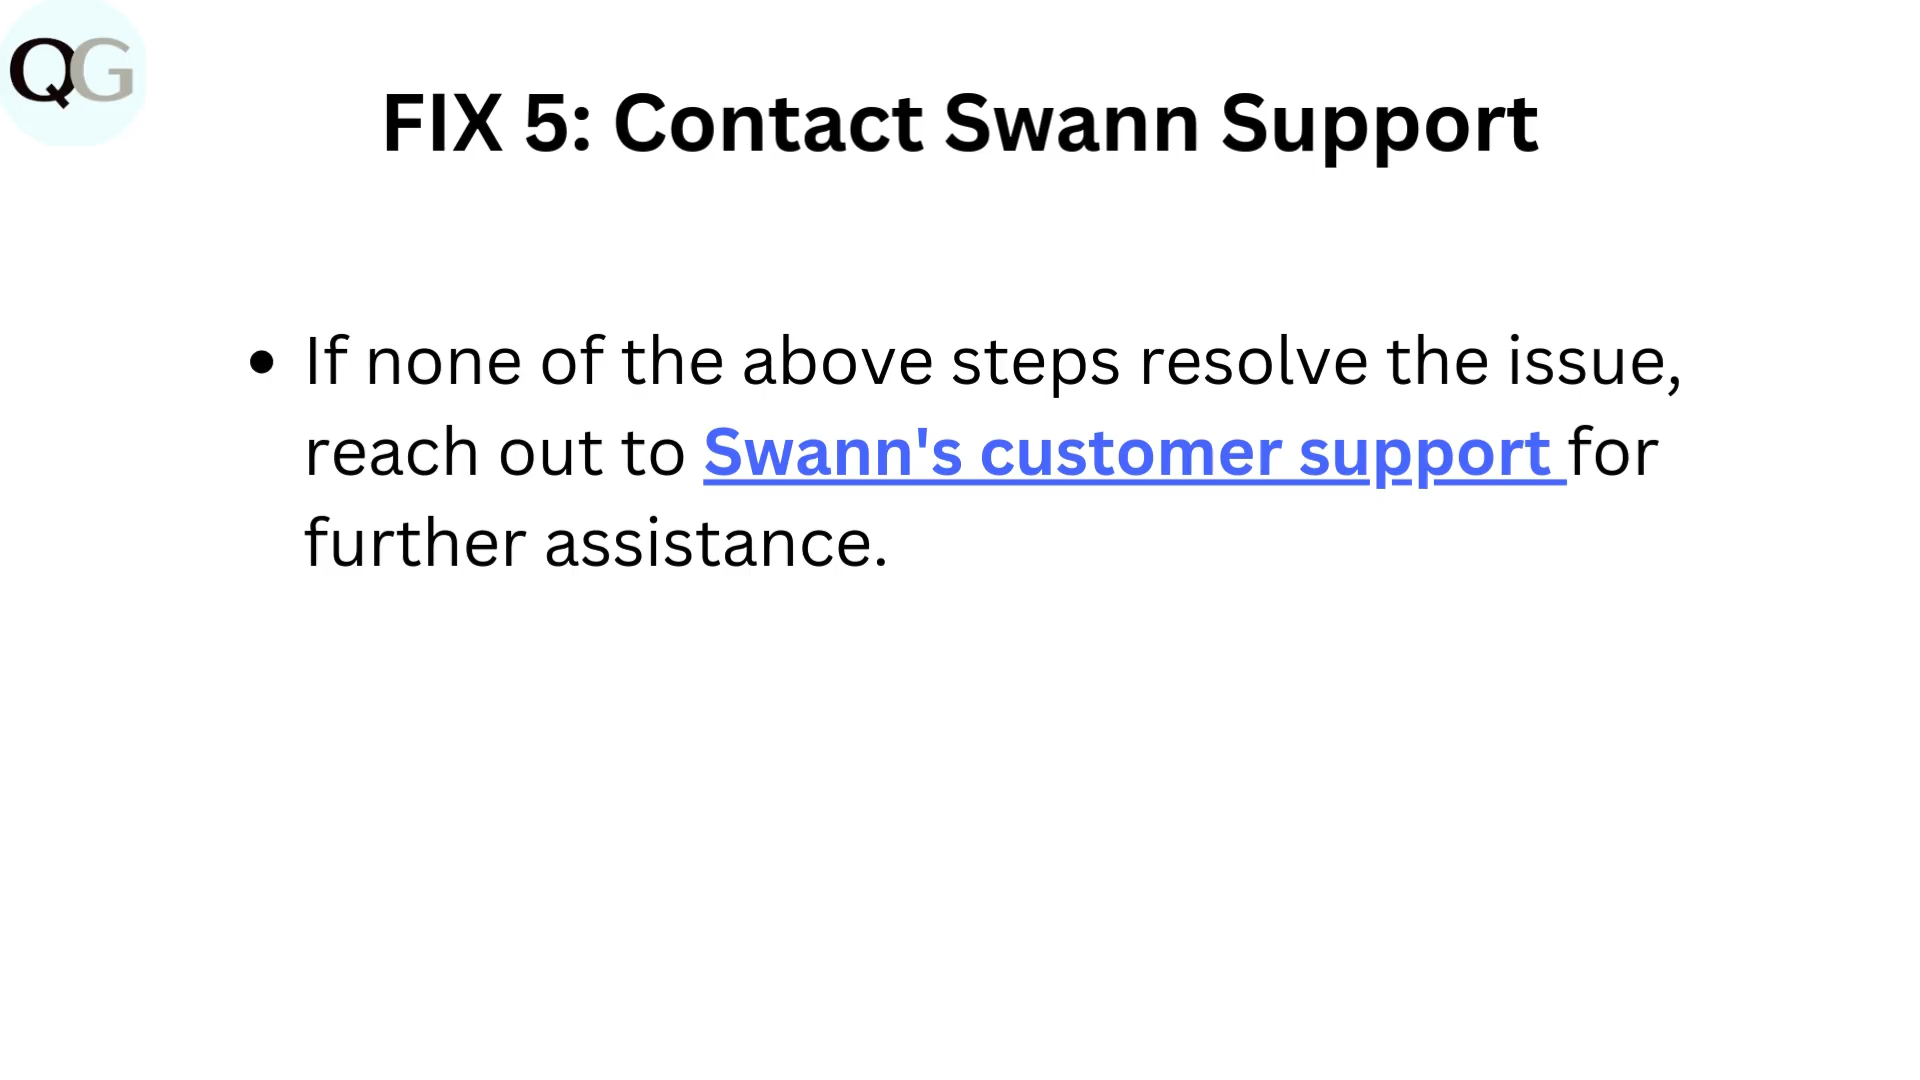 QG
FIX 5: Contact Swann Support
• If none of the above steps resolve the issue,
reach out to Swann's customer support for
further assistance.